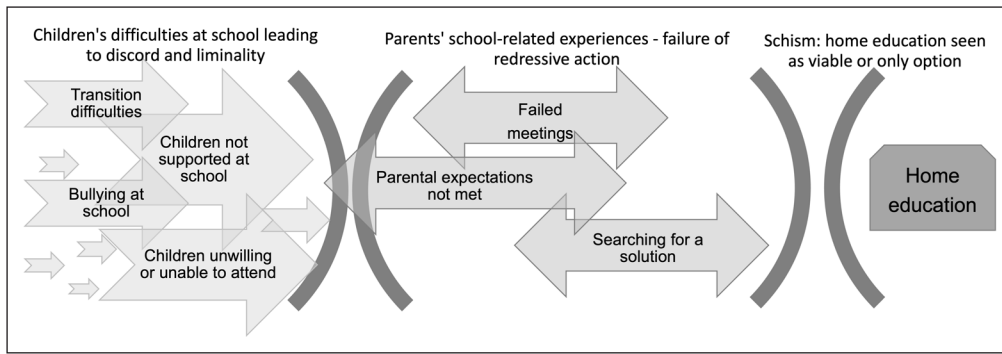 Children's difficulties at school leading
to discord and liminality
Transition
difficulties
Children not
supported at
school
Bullying at
school
Children unwilling
or unable to attend
Parents' school-related experiences - failure of
redressive action
Failed
meetings
Parental expectations
not met
Searching for a
solution
Schism: home education seen
as viable or only option
Home
education